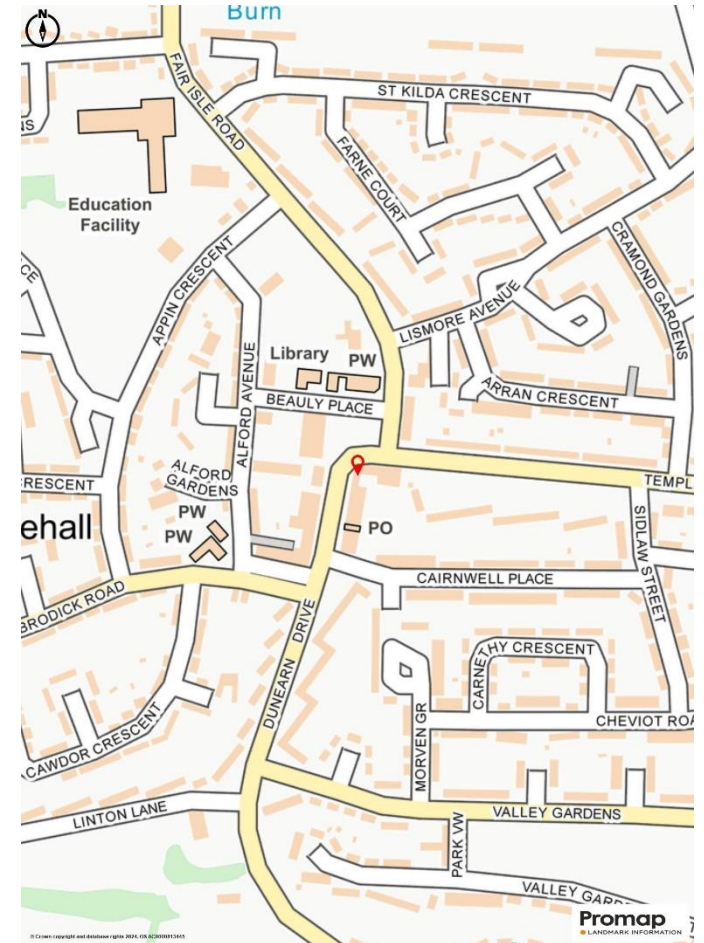 N
Burn
FAIR ISLE ROAD
ST KILDA CRESCENT
NS
FARNE COURT
Education
Facility
CRAMOND GARDENS
APPIN CRESCENT
CE
LISMORE AVENUE
Library
PW
ARRAN CRESCENT
BEAULY PLACE
ALFORD AVENUE
ALFORD
GARDENS
RESCENT
TEMPL
PW
PW
PO
ehall
SIDLAW STREET
CAIRNWELL PLACE
BRODICK ROAD
DUNEARN DRIVE
CARNETHY CRESCENT
MORVEN GR
CHEVIOT ROA
CAWDOR CRESCENT
LINTON LANE
VALLEY GARDENS
PARK VW
VALLEY GARD
Promap
LANDMARK INFORMATION